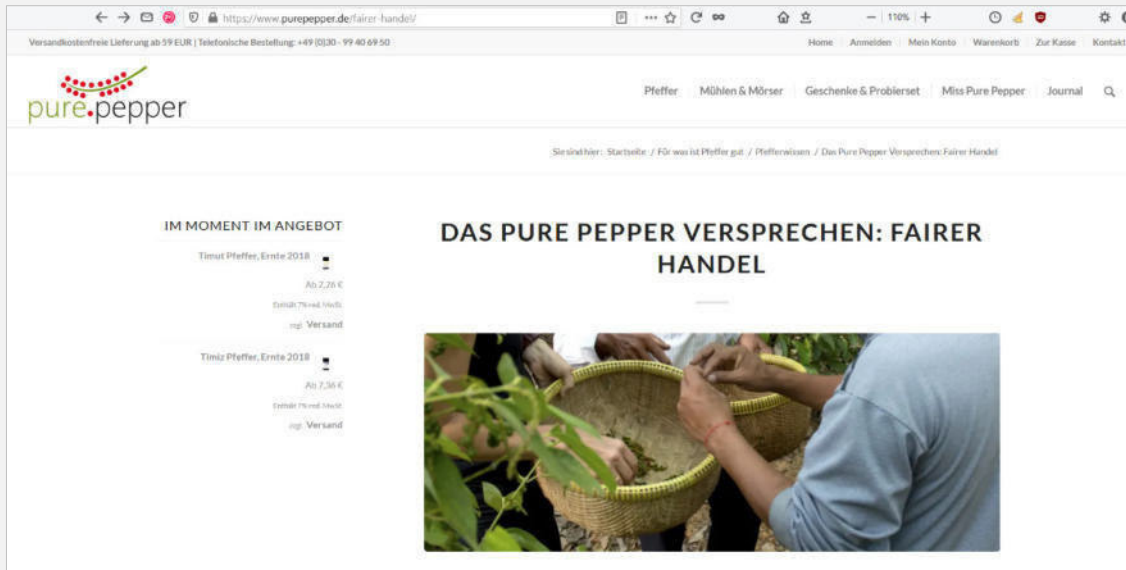 https://www.purepepper.de/fairer-handel/
110%
Versandkostenfreie Lieferung ab 59 EUR | Telefonische Bestellung: +49 (0)30 - 99 40 69 50
Home Anmelden Mein Konto Warenkorb Zur Kasse Kontakt
pure.pepper
Pfeffer Mühlen & Mörser Geschenke & Probierset Miss Pure Pepper Journal
Sie sind hier: Startseite / Für was ist Pfeffer gut / Pfefferwissen / Das Pure Pepper Versprechen: Fairer Handel
IM MOMENT IM ANGEBOT
Timut Pfeffer, Ernte 2018
Ab 7,26 €
Enthält 7% red. MwSt.
zzgl. Versand
Timiz Pfeffer, Ernte 2018
Ab 7,36 €
Enthält 7% red. MwSt.
zzgl. Versand
DAS PURE PEPPER VERSPRECHEN: FAIRER
HANDEL